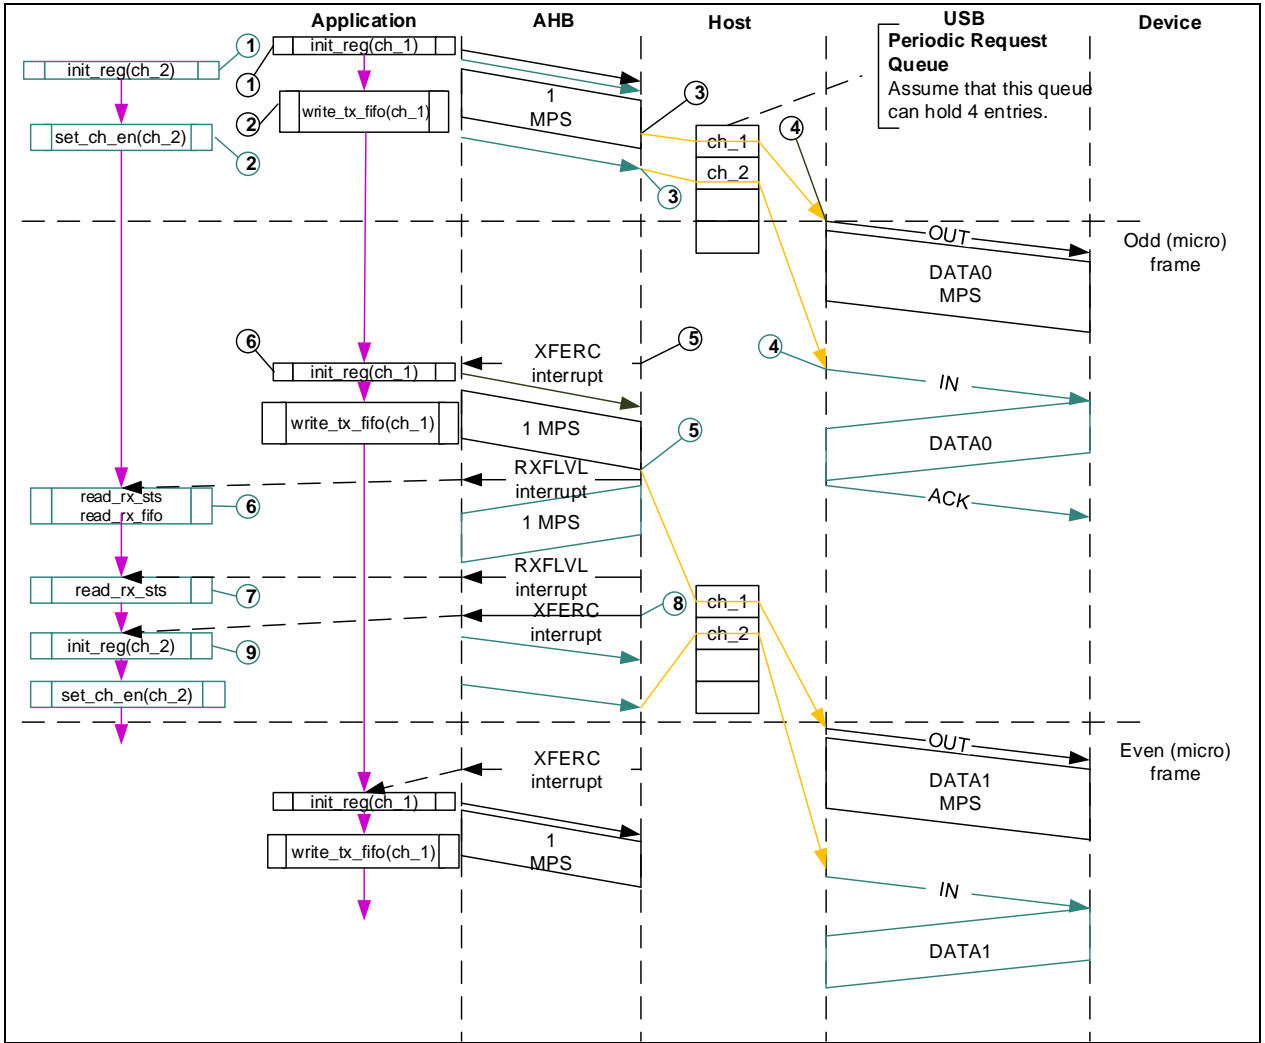 Application
AHB
Host
USB
Device
1
init_reg(ch_1)
Periodic Request
Queue
Assume that this queue
can hold 4 entries.
init_reg(ch_2)
1
1
MPS
3
2
write_tx_fifo(ch_1)
4
set_ch_en(ch_2)
2
ch_1
ch_2
3
OUT
Odd (micro)
frame
DATA0
MPS
6
XFERC
interrupt
5
4
init_reg(ch_1)
IN
write_tx_fifo(ch_1)
1 MPS
5
DATA0
RXFLVL
interrupt
read_rx_sts
read_rx_fifo
6
ACK
1 MPS
RXFLVL
interrupt
read_rx_sts
7
XFERC
interrupt
8
ch_1
ch_2
init_reg(ch_2)
9
set_ch_en(ch_2)
OUT
Even (micro)
frame
XFERC
interrupt
DATA1
MPS
init_reg(ch_1)
write_tx_fifo(ch_1)
1
MPS
IN
DATA1